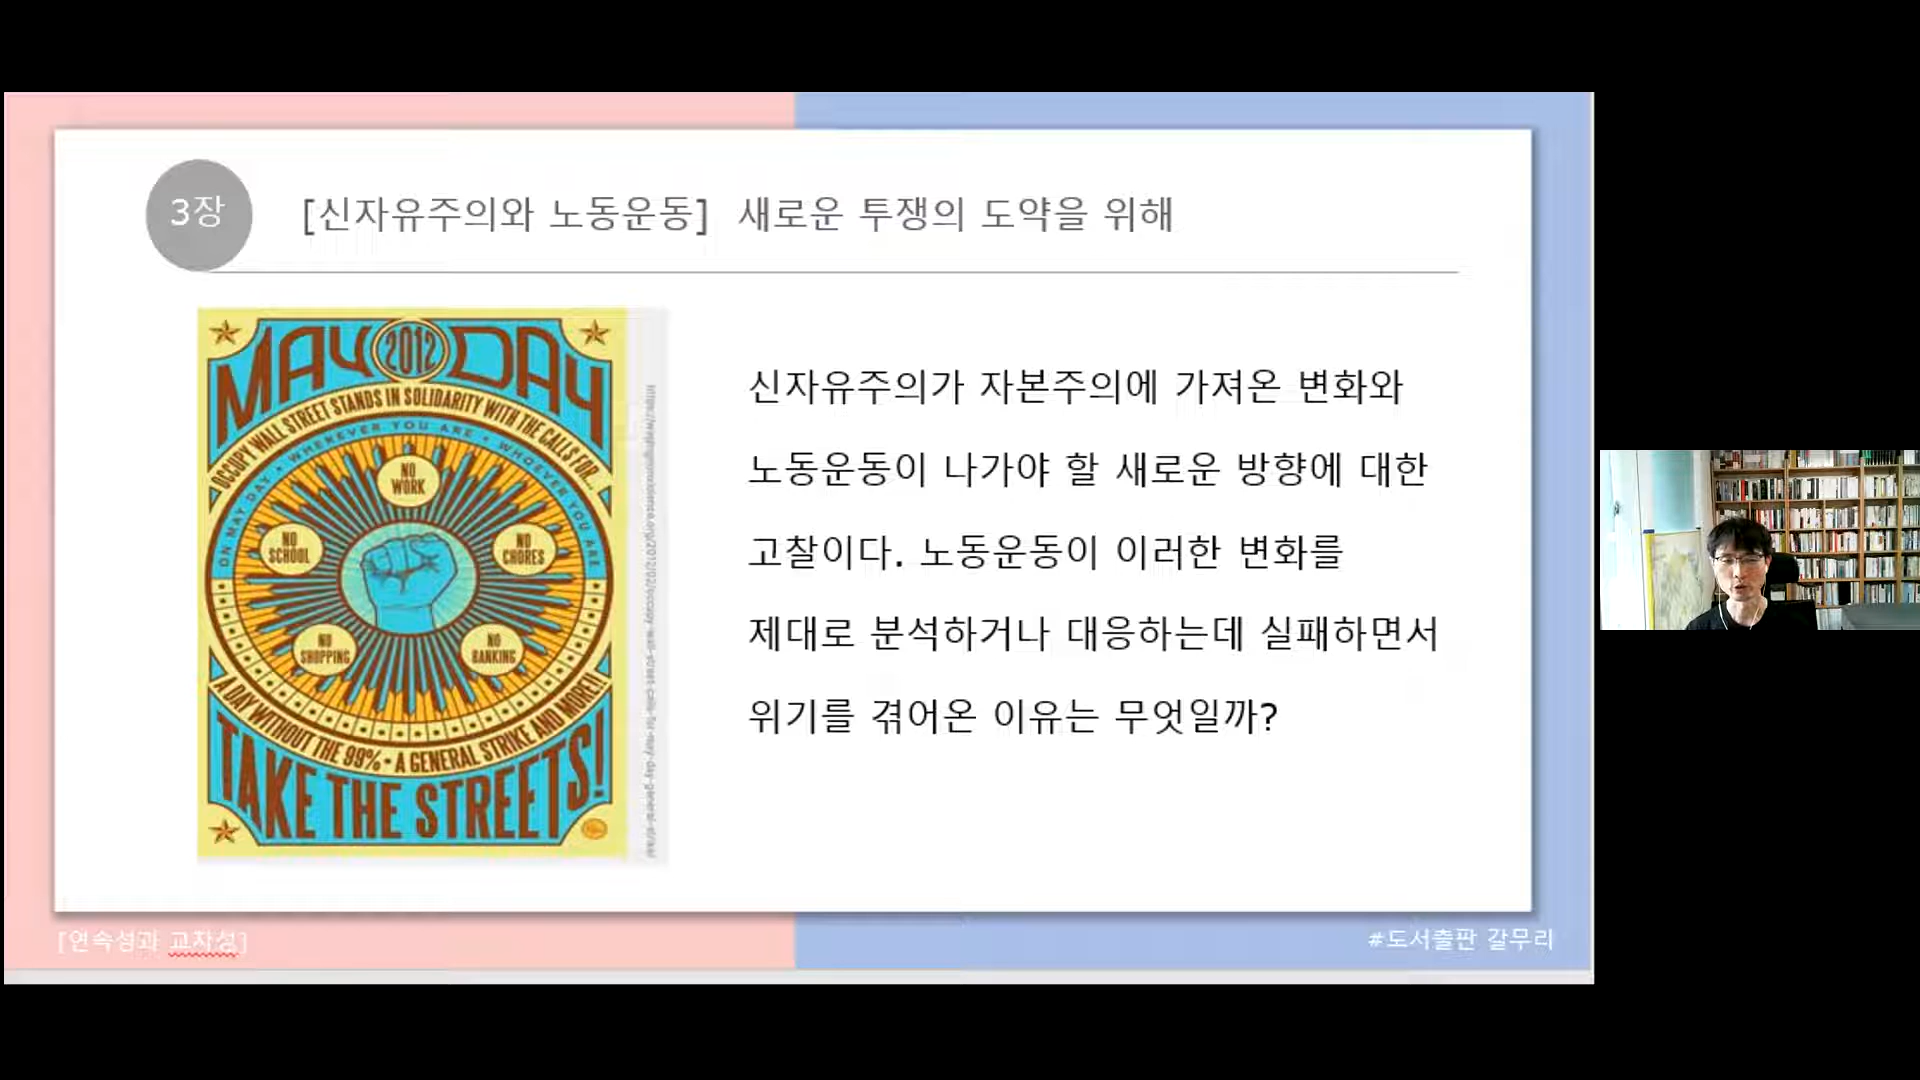 3장
[신자유주의와 노동운동] 새로운 투쟁의 도약을 위해
MAY 2012 DAY
OCCUPY WALL STREET STANDS IN SOLIDARITY WITH THE CALLS FOR...
ON MAY DAY • WHEREVER YOU ARE • WHOEVER YOU ARE
NO WORK
NO SCHOOL
NO CHORES
NO SHOPPING
NO BANKING
A DAY WITHOUT THE 99% • A GENERAL STRIKE AND MORE!!
TAKE THE STREETS!
신자유주의가 자본주의에 가져온 변화와
노동운동이 나가야 할 새로운 방향에 대한
고찰이다. 노동운동이 이러한 변화를
제대로 분석하거나 대응하는데 실패하면서
위기를 겪어온 이유는 무엇일까?
[연속성과 교차성]
#도서출판 갈무리